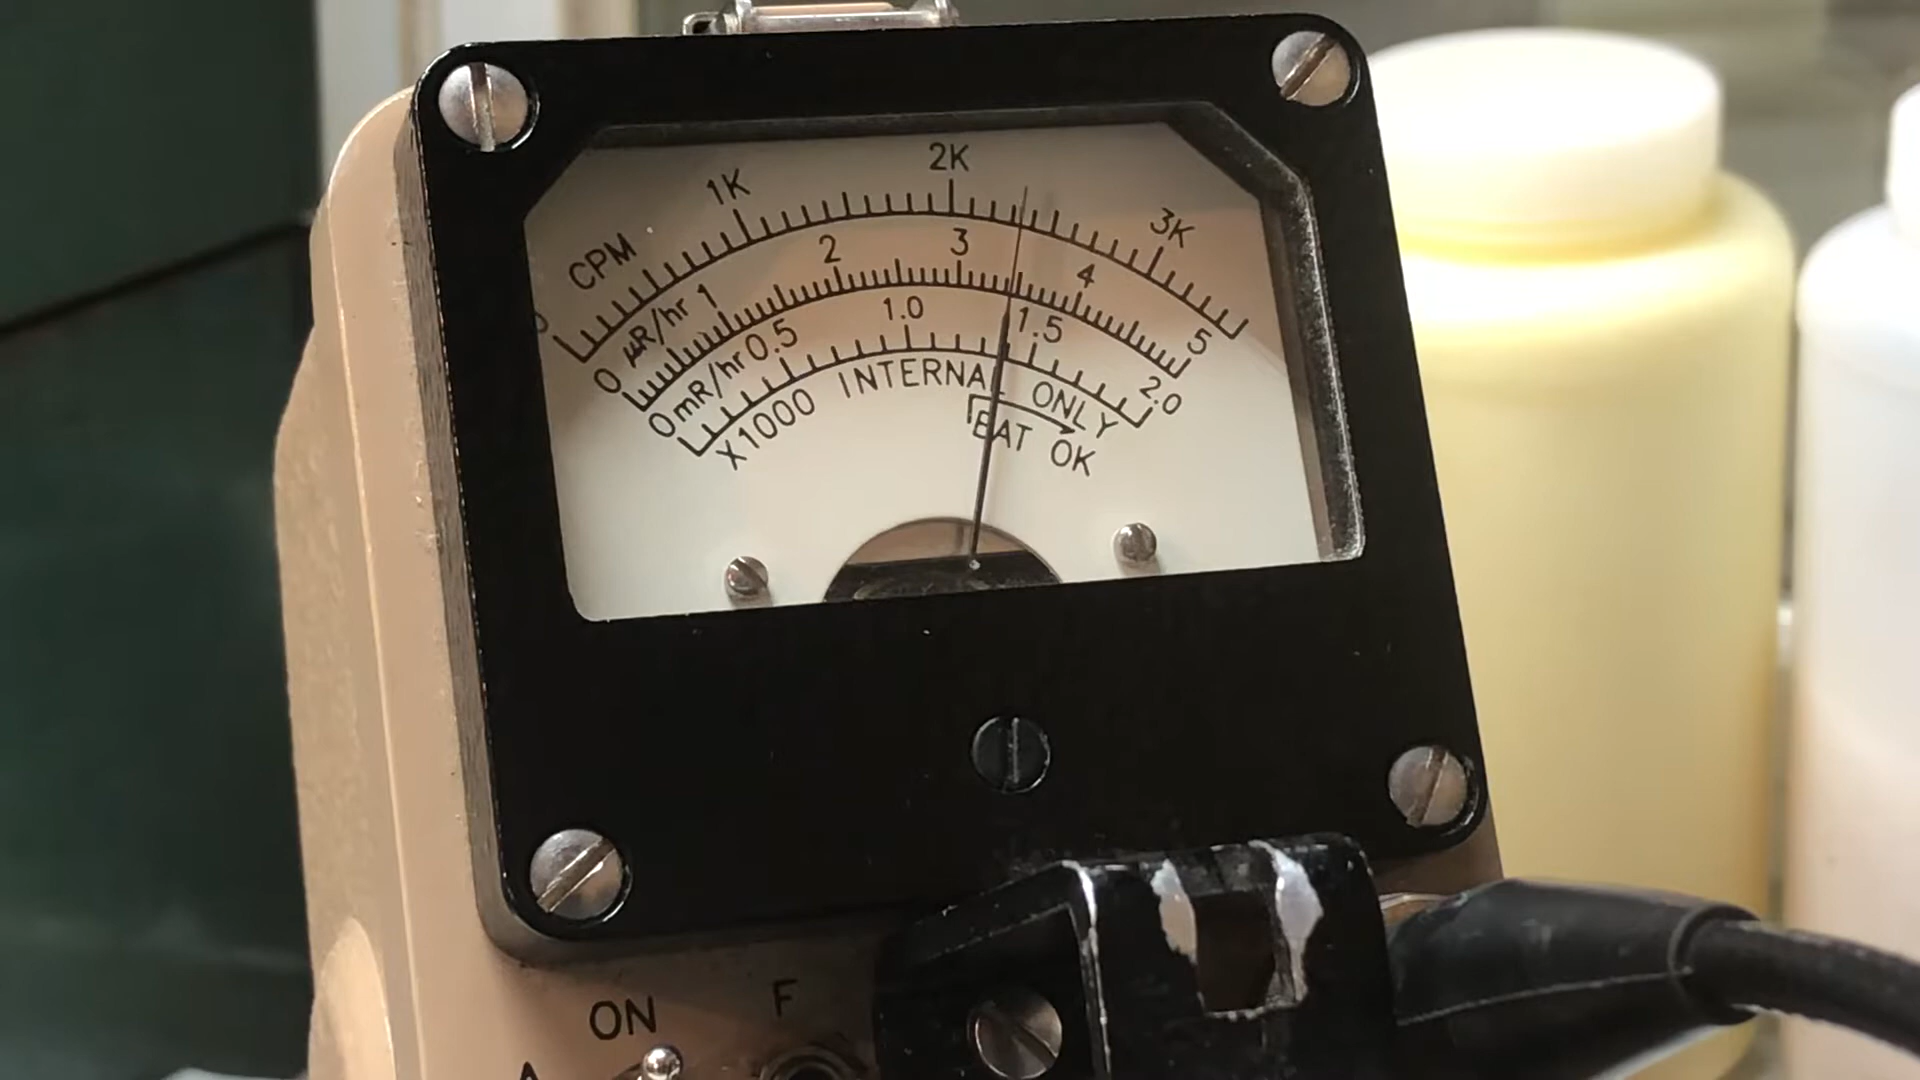 CPM 0 1K 2K 3K
μR/hr 0 1 2 3 4 5
mR/hr 0 0.5 1.0 1.5 2.0
X1000 INTERNAL ONLY
BAT OK
ON F
A